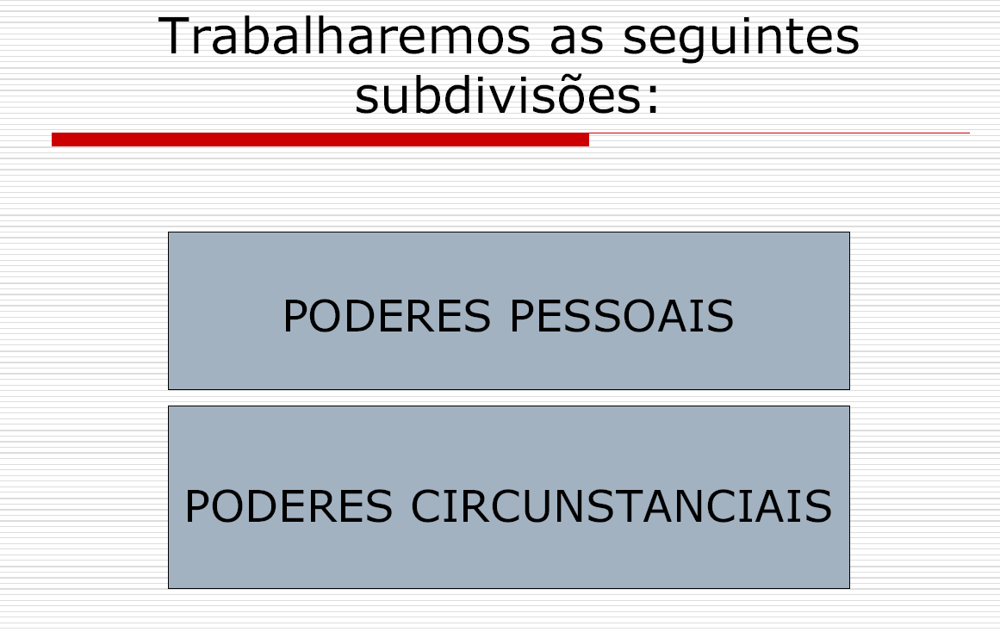 Trabalharemos as seguintes
subdivisões:
PODERES PESSOAIS
PODERES CIRCUNSTANCIAIS